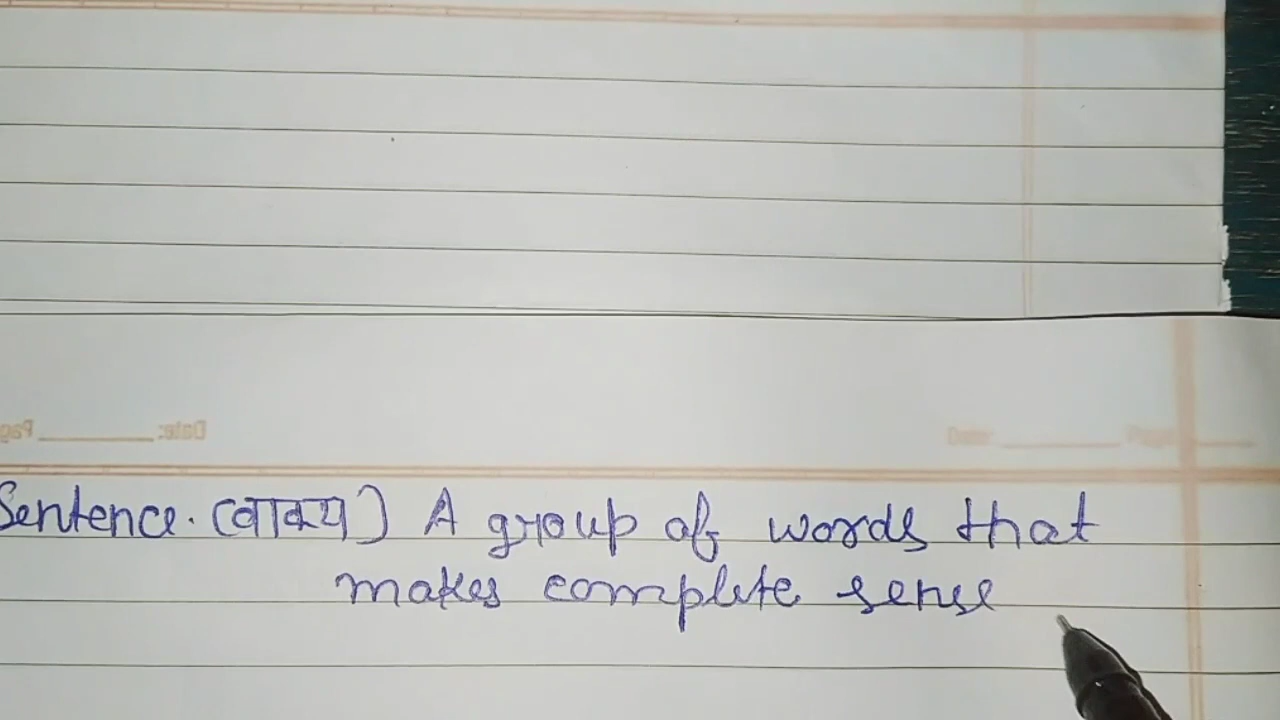 Sentence. (वाक्य) A group of words that
makes complete sense